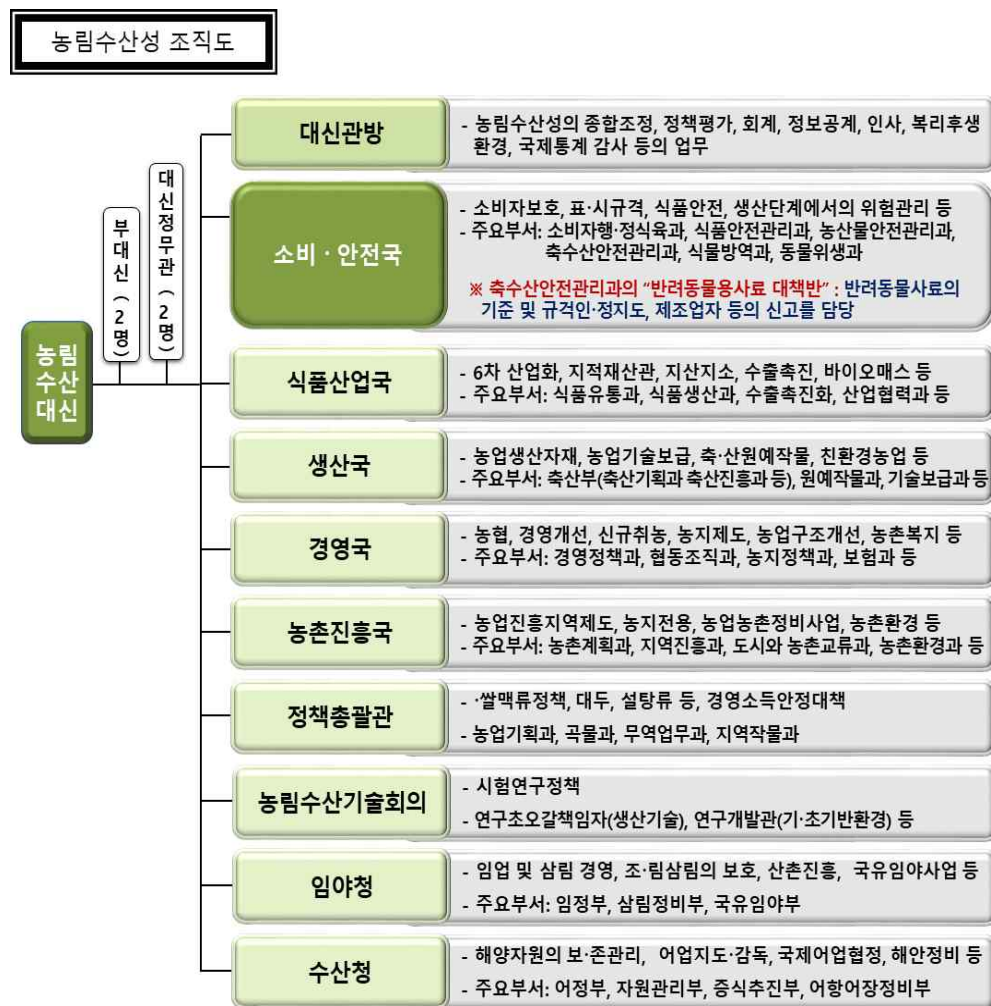 농림수산성 조직도
대신관방
- 농림수산성의 종합조정, 정책평가, 회계, 정보공계, 인사, 복리후생
환경, 국제통계 감사 등의 업무
대신정무관 (2명)
부대신 (2명)
소비 · 안전국
- 소비자보호, 표·시규격, 식품안전, 생산단계에서의 위험관리 등
- 주요부서: 소비자행·정식육과, 식품안전관리과, 농산물안전관리과,
축수산안전관리과, 식물방역과, 동물위생과
※ 축수산안전관리과의 “반려동물용사료 대책반” : 반려동물사료의
기준 및 규격인·정지도, 제조업자 등의 신고를 담당
농림
수산
대신
식품산업국
- 6차 산업화, 지적재산관, 지산지소, 수출촉진, 바이오매스 등
- 주요부서: 식품유통과, 식품생산과, 수출촉진화, 산업협력과 등
생산국
- 농업생산자재, 농업기술보급, 축·산원예작물, 친환경농업 등
- 주요부서: 축산부(축산기획과 축산진흥과 등), 원예작물과, 기술보급과 등
경영국
- 농협, 경영개선, 신규취농, 농지제도, 농업구조개선, 농촌복지 등
- 주요부서: 경영정책과, 협동조직과, 농지정책과, 보험과 등
농촌진흥국
- 농업진흥지역제도, 농지전용, 농업농촌정비사업, 농촌환경 등
- 주요부서: 농촌계획과, 지역진흥과, 도시와 농촌교류과, 농촌환경과 등
정책총괄관
- ·쌀맥류정책, 대두, 설탕류 등, 경영소득안정대책
- 농업기획과, 곡물과, 무역업무과, 지역작물과
농림수산기술회의
- 시험연구정책
- 연구초오갈책임자(생산기술), 연구개발관(기·초기반환경) 등
임야청
- 임업 및 삼림 경영, 조·림삼림의 보호, 산촌진흥, 국유임야사업 등
- 주요부서: 임정부, 삼림정비부, 국유임야부
수산청
- 해양자원의 보·존관리, 어업지도·감독, 국제어업협정, 해안정비 등
- 주요부서: 어정부, 자원관리부, 증식추진부, 어항어장정비부